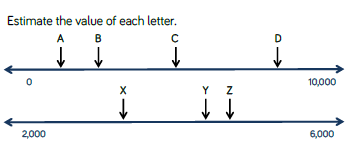 Estimate the value of each letter.
A B C D
0 10,000
X Y Z
2,000 6,000